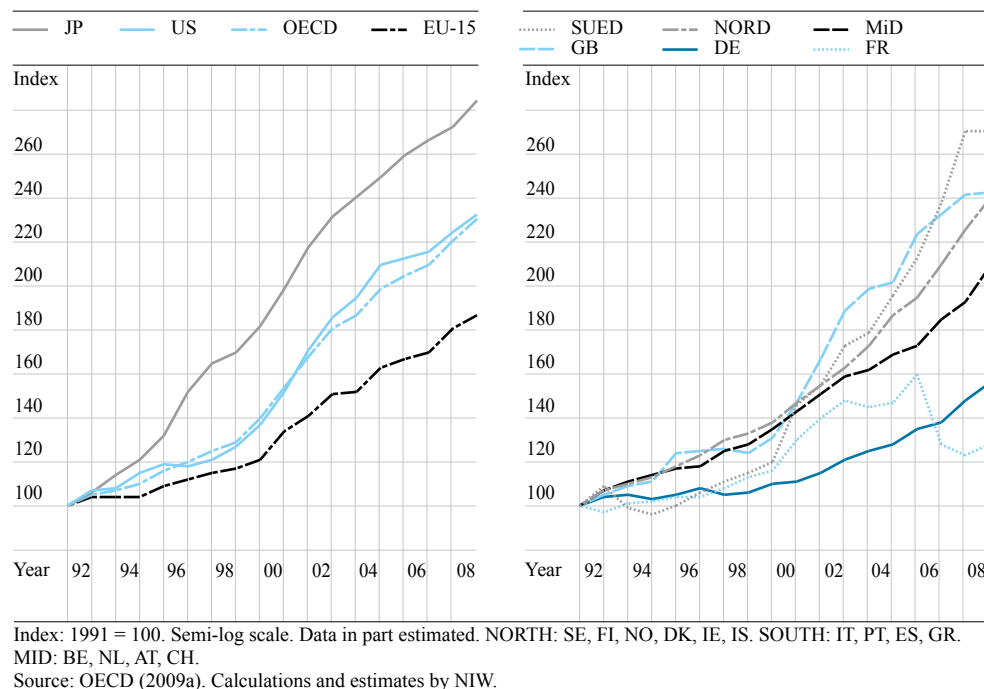 JP US OECD EU-15
Index
260
240
220
200
180
160
140
120
100
Year 92 94 96 98 00 02 04 06 08
SUED NORD MiD
GB DE FR
Index
260
240
220
200
180
160
140
120
100
Year 92 94 96 98 00 02 04 06 08
Index: 1991 = 100. Semi-log scale. Data in part estimated. NORTH: SE, FI, NO, DK, IE, IS. SOUTH: IT, PT, ES, GR.
MID: BE, NL, AT, CH.
Source: OECD (2009a). Calculations and estimates by NIW.